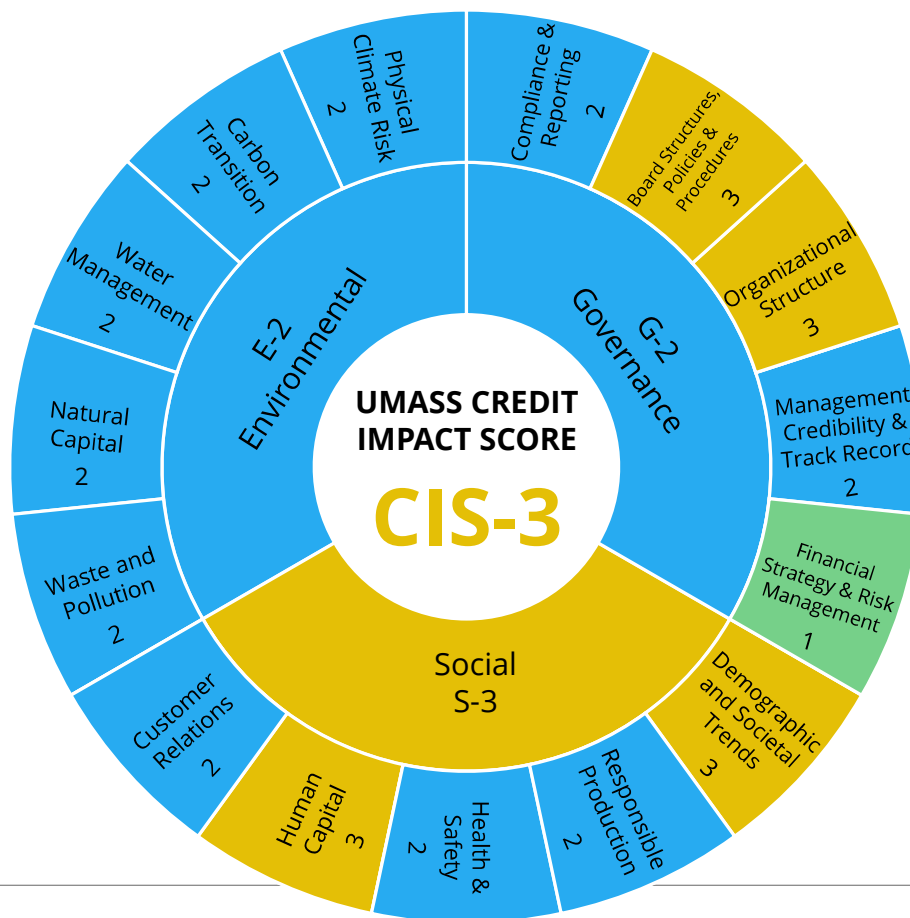 UMASS CREDIT
IMPACT SCORE
CIS-3
E-2
Environmental
G-2
Governance
Social
S-3
Compliance &
Reporting
2
Board Structures,
Policies &
Procedures
3
Organizational
Structure
3
Management
Credibility &
Track Record
2
Financial
Strategy & Risk
Management
1
Demographic
and Societal
Trends
3
Responsible
Production
2
Health &
Safety
2
Human
Capital
3
Customer
Relations
2
Waste and
Pollution
2
Natural
Capital
2
Water
Management
2
Carbon
Transition
2
Physical
Climate Risk
2